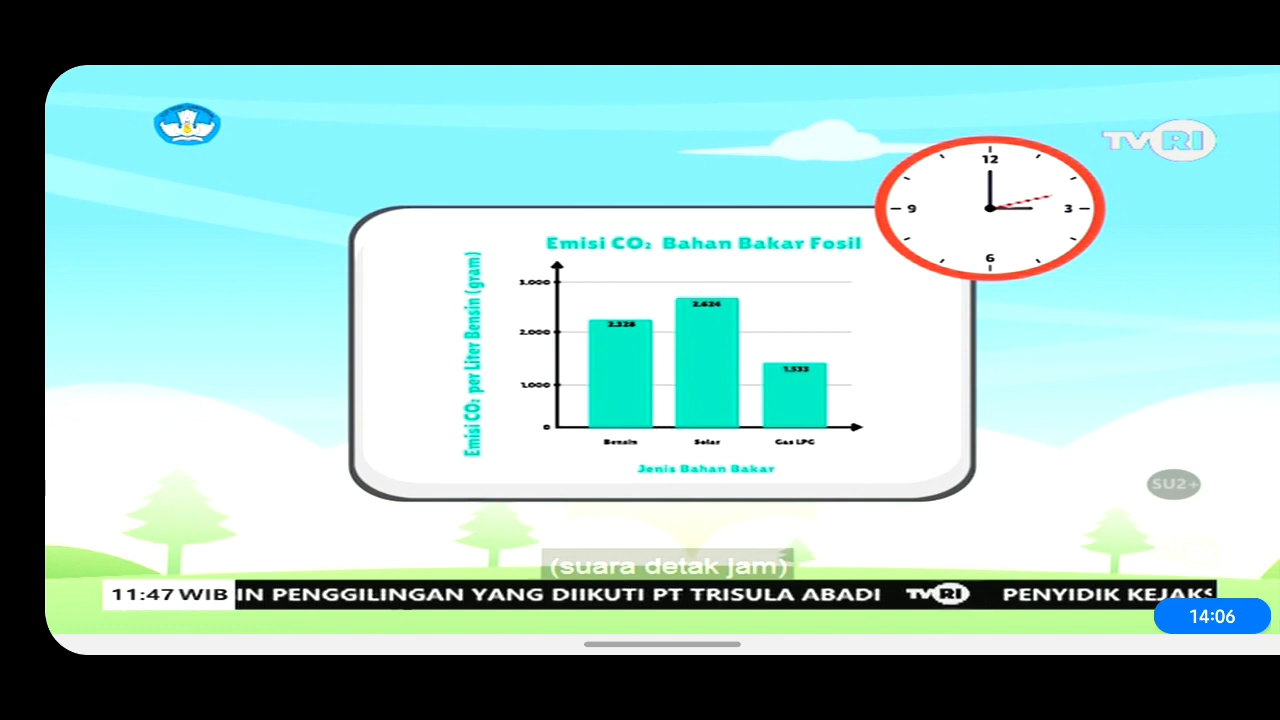 TVRI
12
9
3
6
Emisi CO₂ Bahan Bakar Fosil
Emisi CO₂ per Liter Bensin (gram)
3.000
2.626
2.328
2.000
1.533
1.000
0
Bensin
Solar
Gas LPG
Jenis Bahan Bakar
SU2+
(suara detak jam)
11:47 WIB
IN PENGGILINGAN YANG DIIKUTI PT TRISULA ABADI TVRI PENYIDIK KEJAKS
14:06